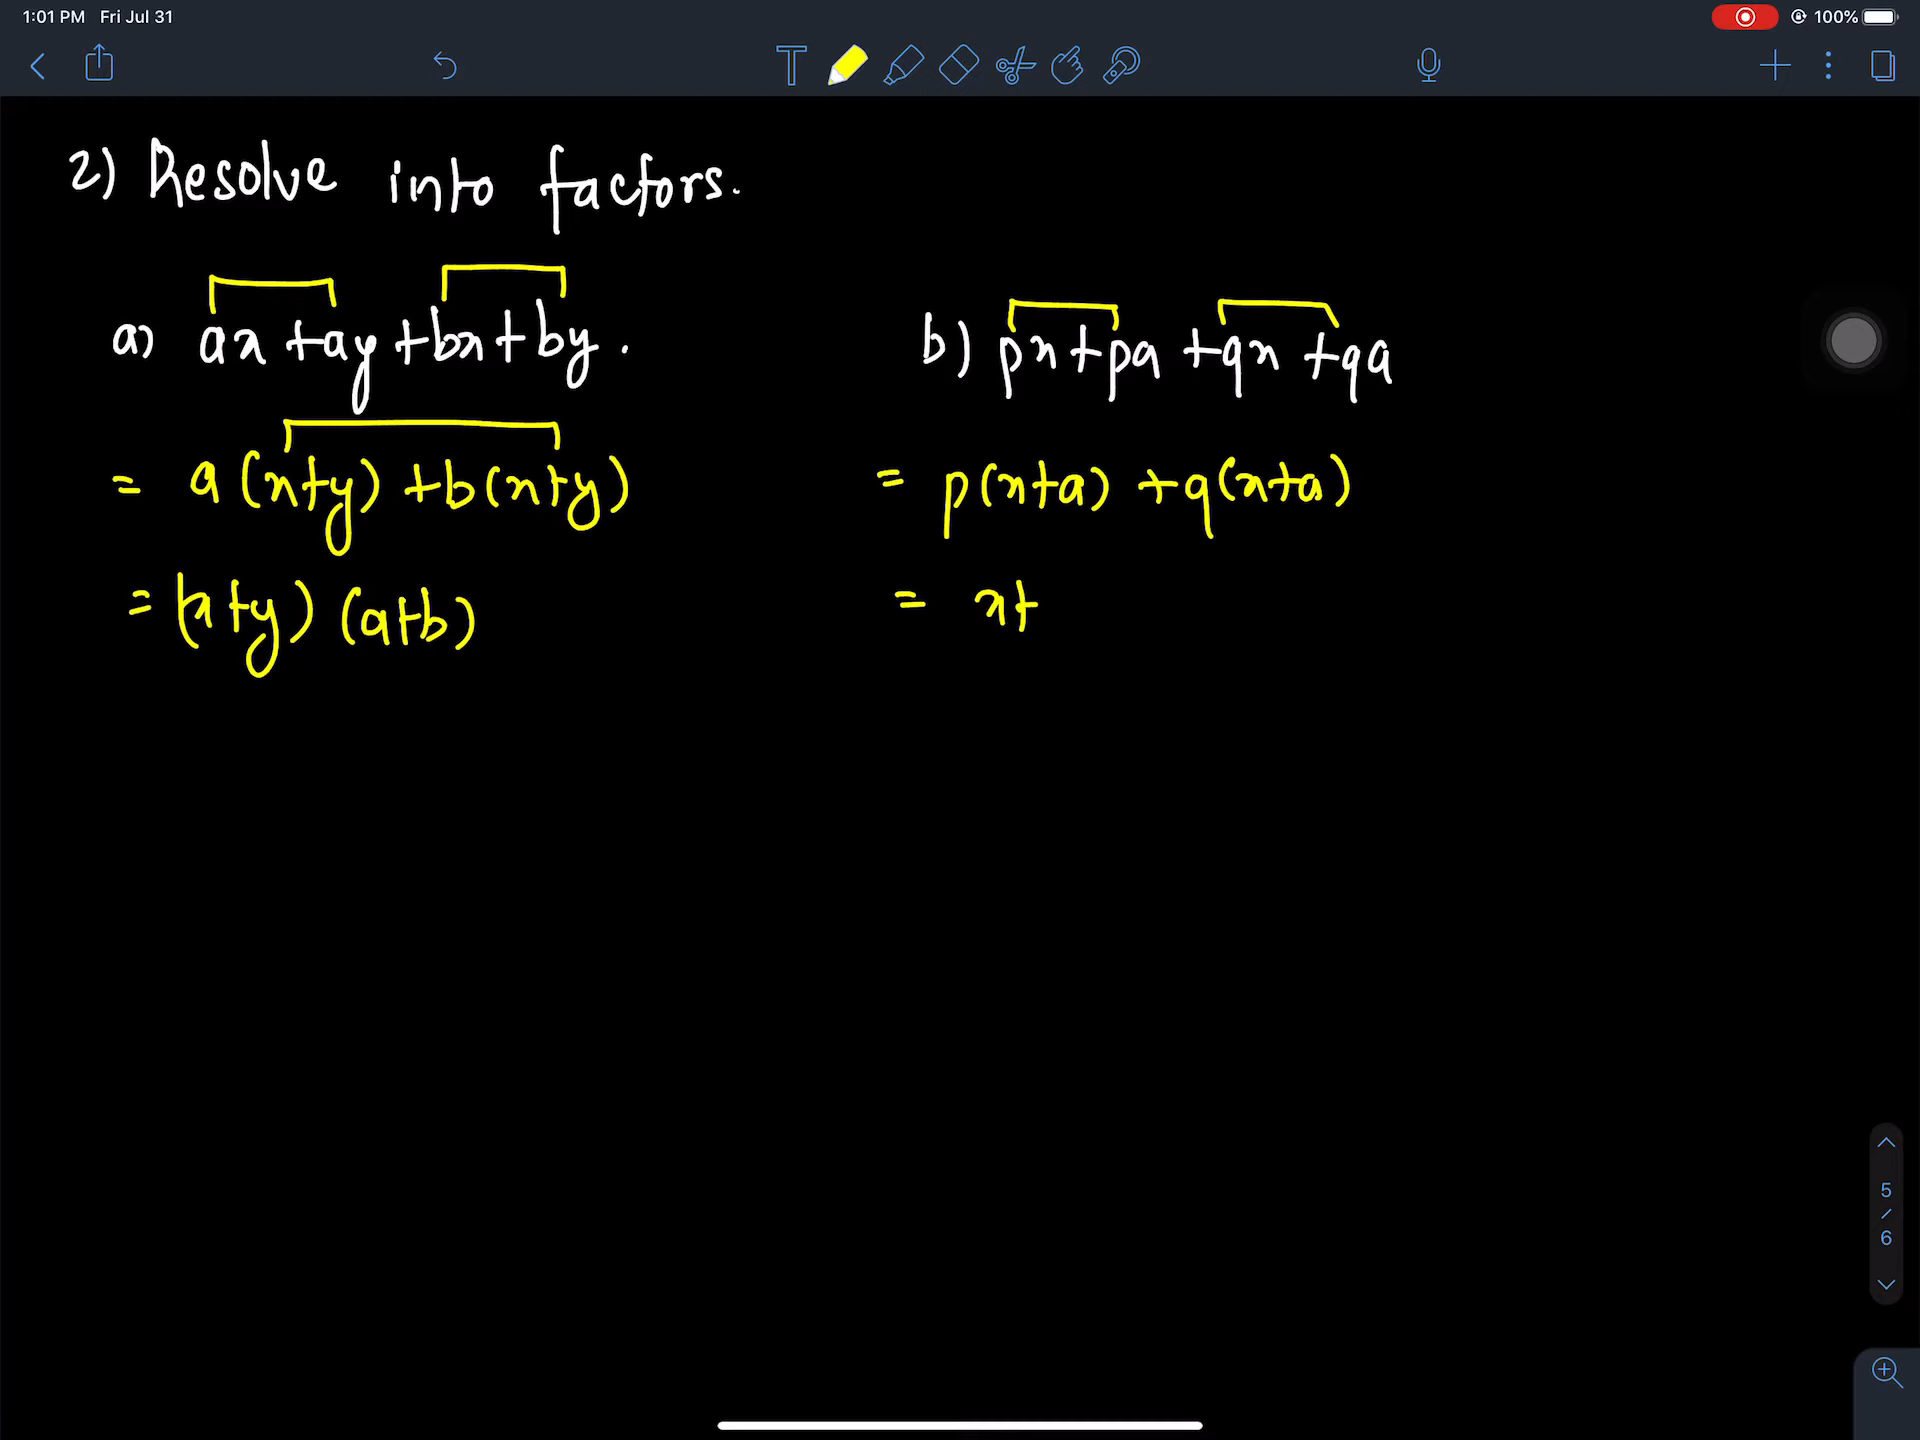 1:01 PM Fri Jul 31
100%
2) Resolve into factors.
a) ax + ay + bx + by .
= a(x+y) + b(x+y)
= (x+y) (a+b)
b) px + pa + qx + qa
= p(x+a) + q(x+a)
= x+
5
/
6